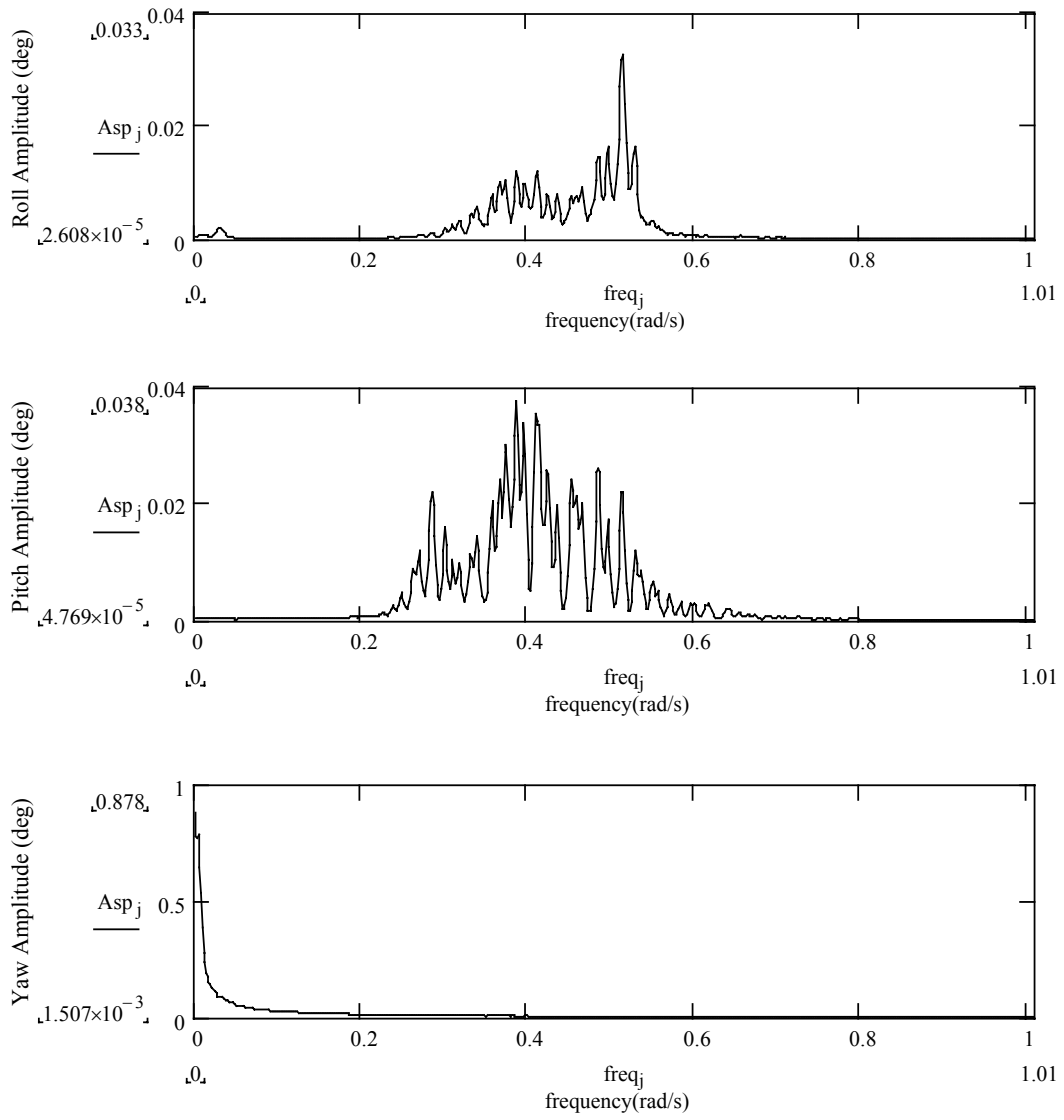 Roll Amplitude (deg)
0.033
0.04
Asp j
0.02
2.608×10−5
0
0 0.2 0.4 0.6 0.8 1
0 freqj 1.01
frequency(rad/s)
Pitch Amplitude (deg)
0.038
0.04
Asp j
0.02
4.769×10−5
0
0 0.2 0.4 0.6 0.8 1
0 freqj 1.01
frequency(rad/s)
Yaw Amplitude (deg)
0.878
1
Asp j
0.5
1.507×10−3
0
0 0.2 0.4 0.6 0.8 1
0 freqj 1.01
frequency(rad/s)